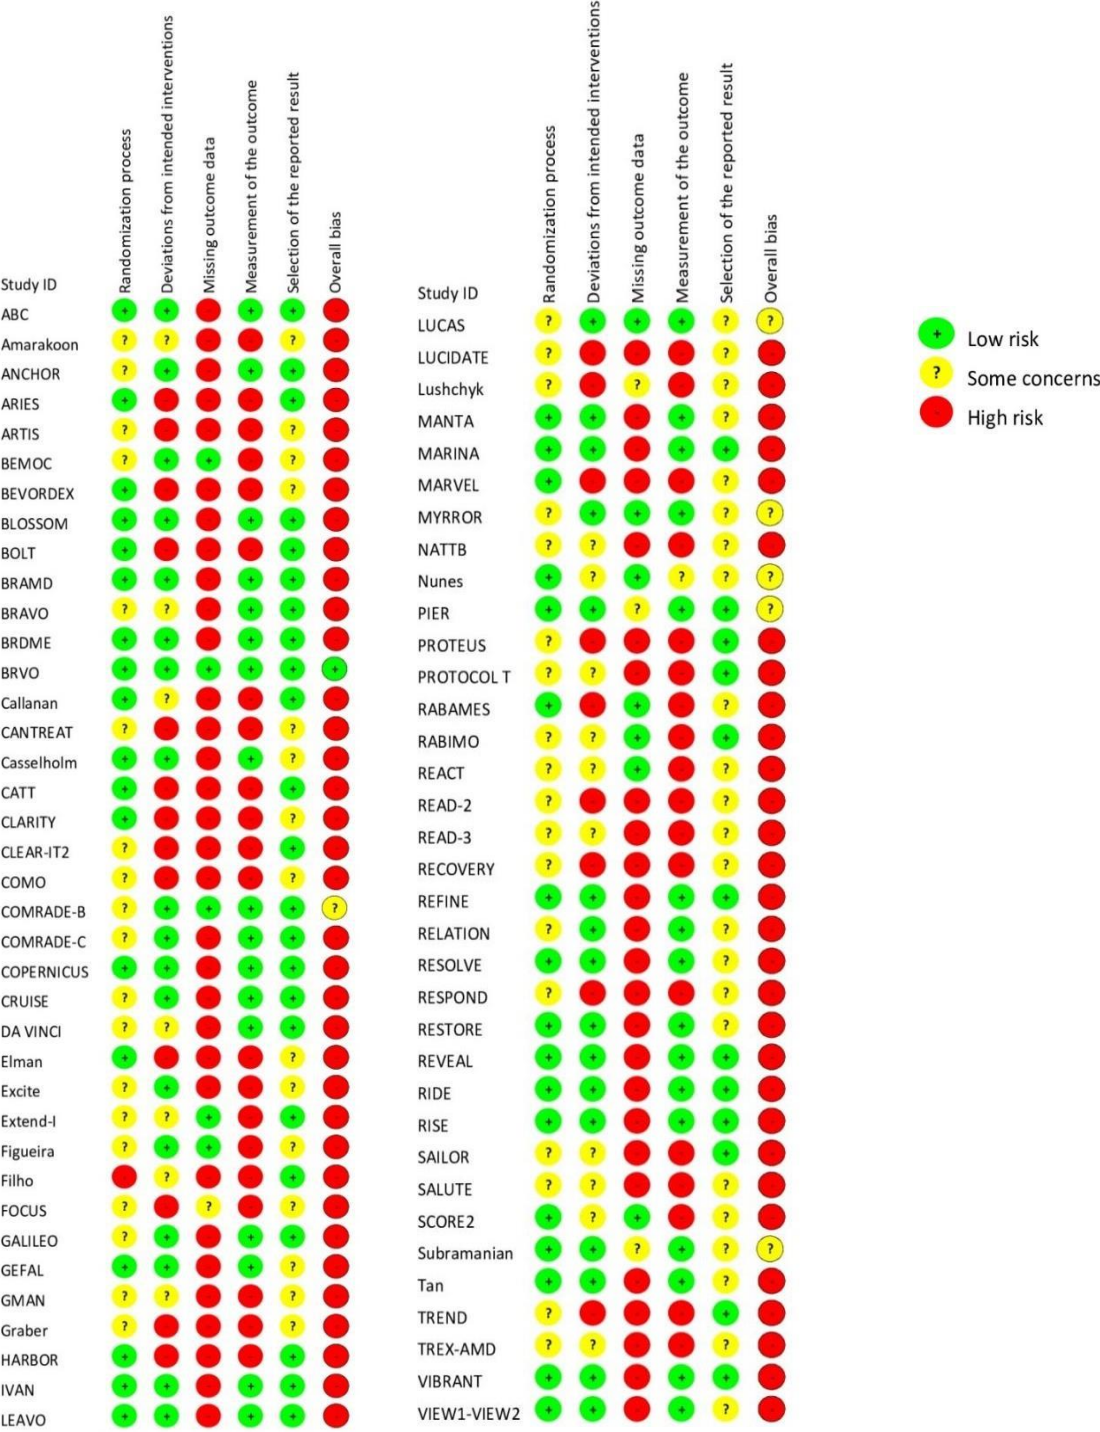 Randomization process
Deviations from intended interventions
Missing outcome data
Measurement of the outcome
Selection of the reported result
Overall bias
Study ID
ABC + + - + + -
Amarakoon ? ? - - ? -
ANCHOR ? + - + + -
ARIES + - - - + -
ARTIS ? - - - ? -
BEMOC ? + + - ? -
BEVORDEX + - - - ? -
BLOSSOM + + - + + -
BOLT + - - - + -
BRAMD + + - + + -
BRAVO ? ? - + + -
BRDME + + - + + -
BRVO + + + + + +
Callanan + ? - - + -
CANTREAT ? - - - ? -
Casselholm + + - + ? -
CATT + - - - + -
CLARITY + - - - ? -
CLEAR-IT2 ? - - - + -
COMO ? - - - ? -
COMRADE-B ? + + + + ?
COMRADE-C ? + - + + -
COPERNICUS + + - + + -
CRUISE ? + - + + -
DA VINCI ? ? - + + -
Elman + - - - ? -
Excite ? + - - ? -
Extend-I ? ? + - + -
Figueira ? + + - ? -
Filho - ? - - + -
FOCUS ? - ? - ? -
GALILEO ? + - + + -
GEFAL + + - + ? -
GMAN ? ? - - ? -
Graber ? - - - ? -
HARBOR + - - - + -
IVAN + + - + + -
LEAVO + + - + + -
Randomization process
Deviations from intended interventions
Missing outcome data
Measurement of the outcome
Selection of the reported result
Overall bias
Study ID
LUCAS ? + + + ? ?
LUCIDATE ? - - - ? -
Lushchyk ? - ? - ? -
MANTA + + - + ? -
MARINA + + - + + -
MARVEL + - - - ? -
MYRROR ? + + + ? ?
NATTB ? ? - - ? -
Nunes + ? + ? ? ?
PIER + + ? + + ?
PROTEUS ? - - - + -
PROTOCOL T ? ? - - + -
RABAMES + - + - ? -
RABIMO ? ? + - + -
REACT ? ? + - ? -
READ-2 ? - - - ? -
READ-3 ? ? - - ? -
RECOVERY ? - - - ? -
REFINE + + - + + -
RELATION ? + - + ? -
RESOLVE + + - + ? -
RESPOND ? - - - ? -
RESTORE + + - + ? -
REVEAL + + - + + -
RIDE + + - + + -
RISE + + - + + -
SAILOR ? ? - - + -
SALUTE ? ? - - ? -
SCORE2 + ? + - ? -
Subramanian + + ? + ? ?
Tan + + - + ? -
TREND ? - - - + -
TREX-AMD ? ? - - ? -
VIBRANT + + - + + -
VIEW1-VIEW2 + + - + ? -
+ Low risk
? Some concerns
- High risk